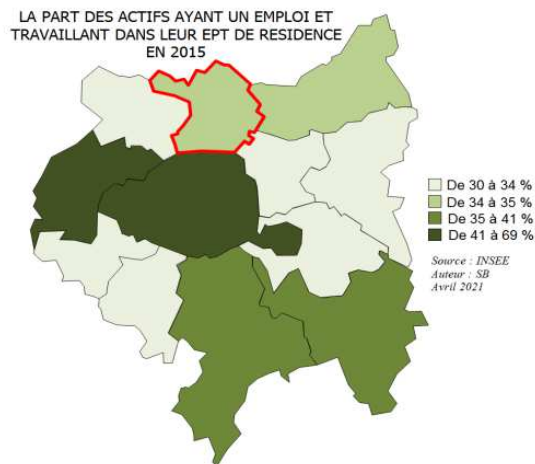 LA PART DES ACTIFS AYANT UN EMPLOI ET
TRAVAILLANT DANS LEUR EPT DE RESIDENCE
EN 2015
De 30 à 34 %
De 34 à 35 %
De 35 à 41 %
De 41 à 69 %
Source : INSEE
Auteur : SB
Avril 2021